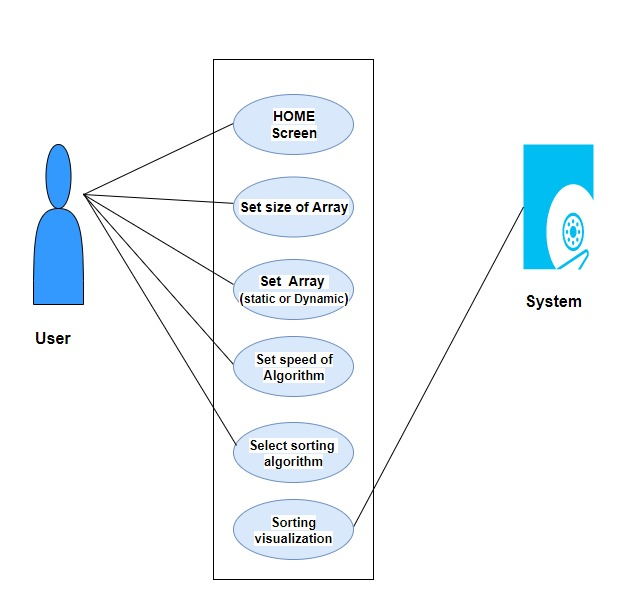 HOME
Screen
Set size of Array
Set Array
(static or Dynamic)
Set speed of
Algorithm
Select sorting
algorithm
Sorting
visualization
User
System